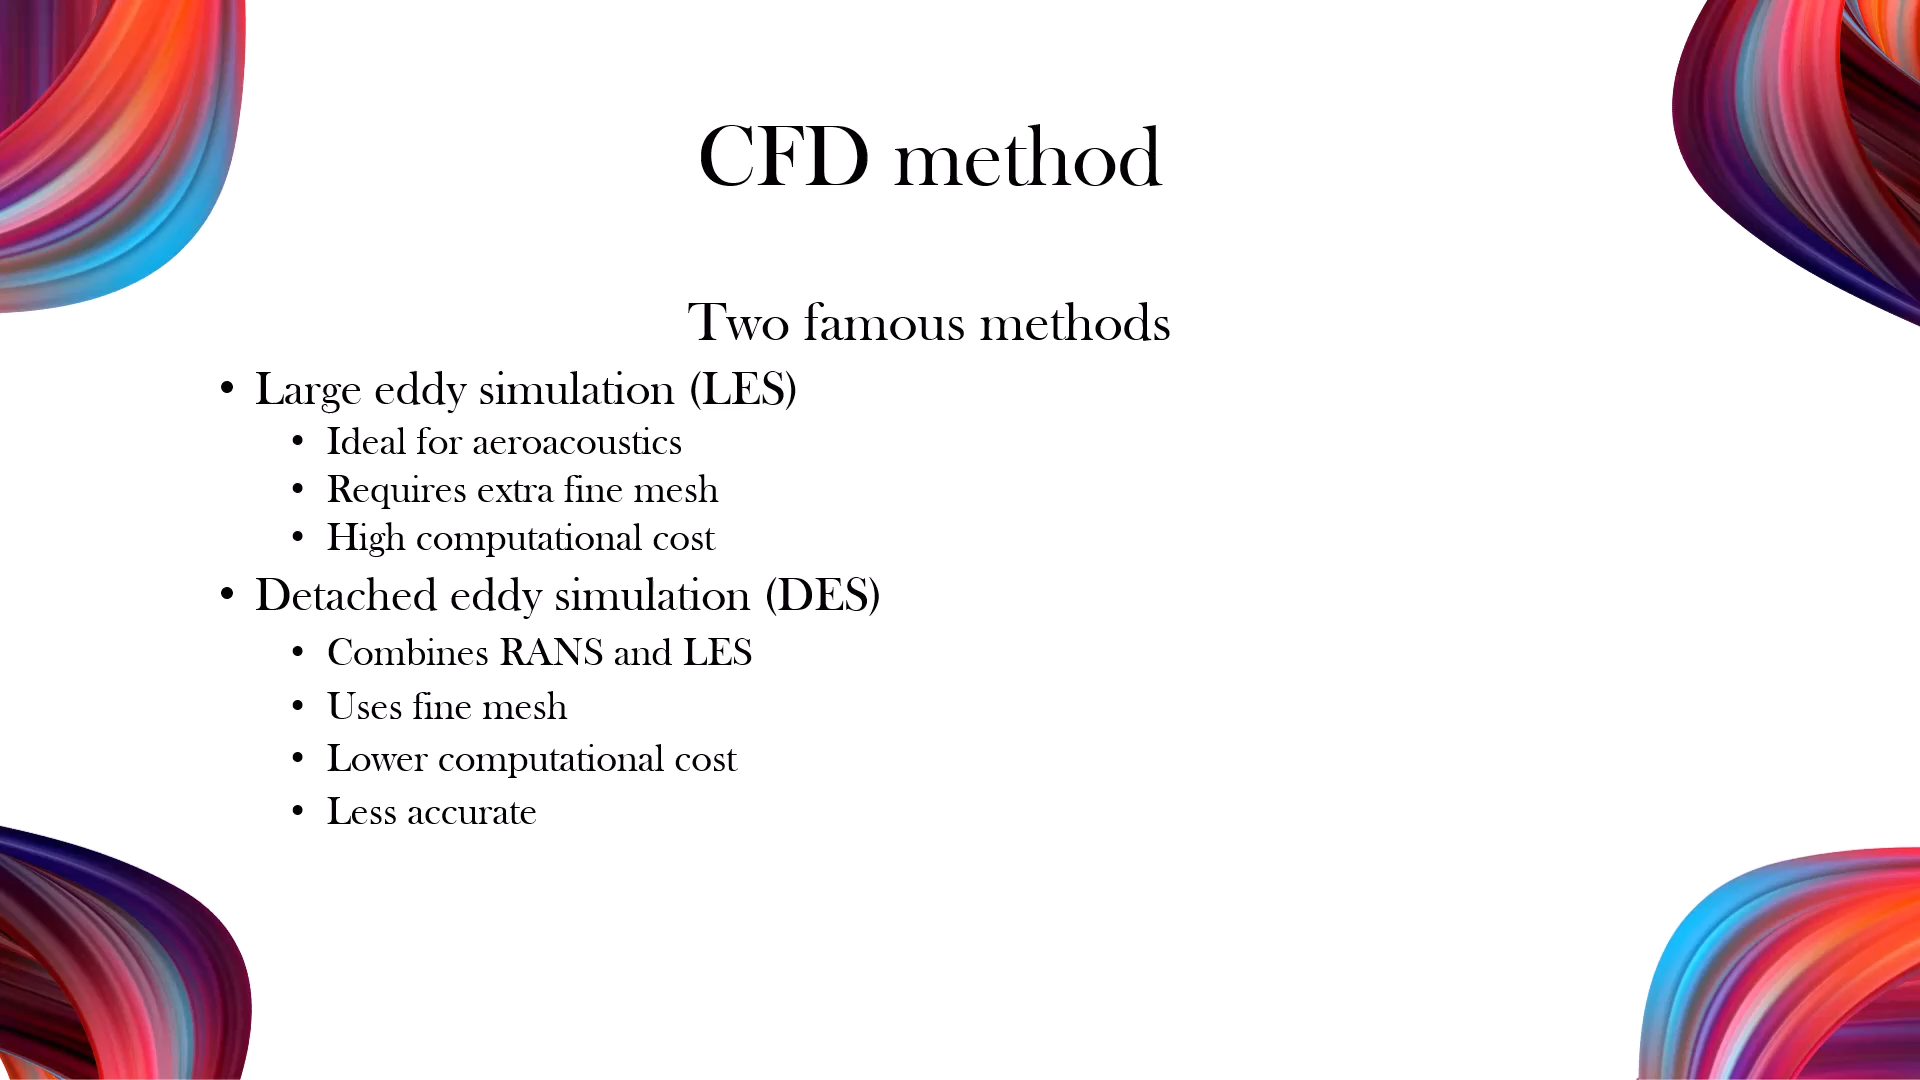 CFD method
Two famous methods
• Large eddy simulation (LES)
• Ideal for aeroacoustics
• Requires extra fine mesh
• High computational cost
• Detached eddy simulation (DES)
• Combines RANS and LES
• Uses fine mesh
• Lower computational cost
• Less accurate